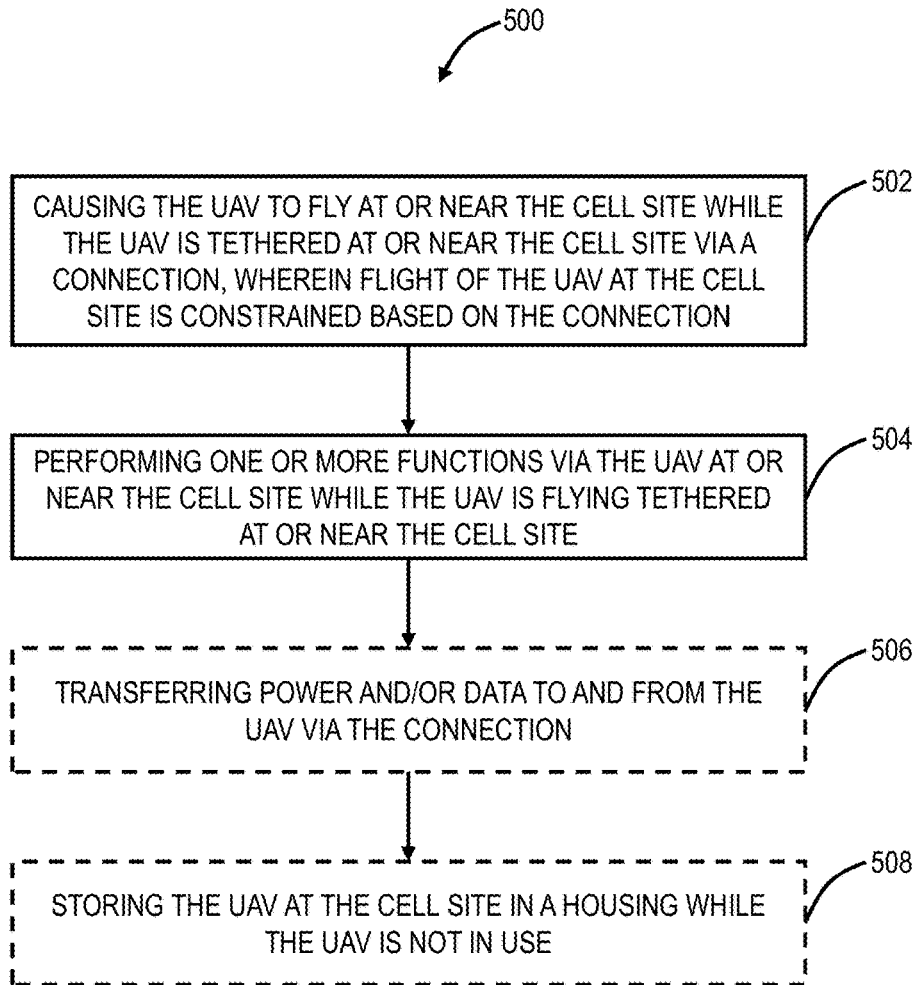 500
502
CAUSING THE UAV TO FLY AT OR NEAR THE CELL SITE WHILE
THE UAV IS TETHERED AT OR NEAR THE CELL SITE VIA A
CONNECTION, WHEREIN FLIGHT OF THE UAV AT THE CELL
SITE IS CONSTRAINED BASED ON THE CONNECTION
504
PERFORMING ONE OR MORE FUNCTIONS VIA THE UAV AT OR
NEAR THE CELL SITE WHILE THE UAV IS FLYING TETHERED
AT OR NEAR THE CELL SITE
506
TRANSFERRING POWER AND/OR DATA TO AND FROM THE
UAV VIA THE CONNECTION
508
STORING THE UAV AT THE CELL SITE IN A HOUSING WHILE
THE UAV IS NOT IN USE